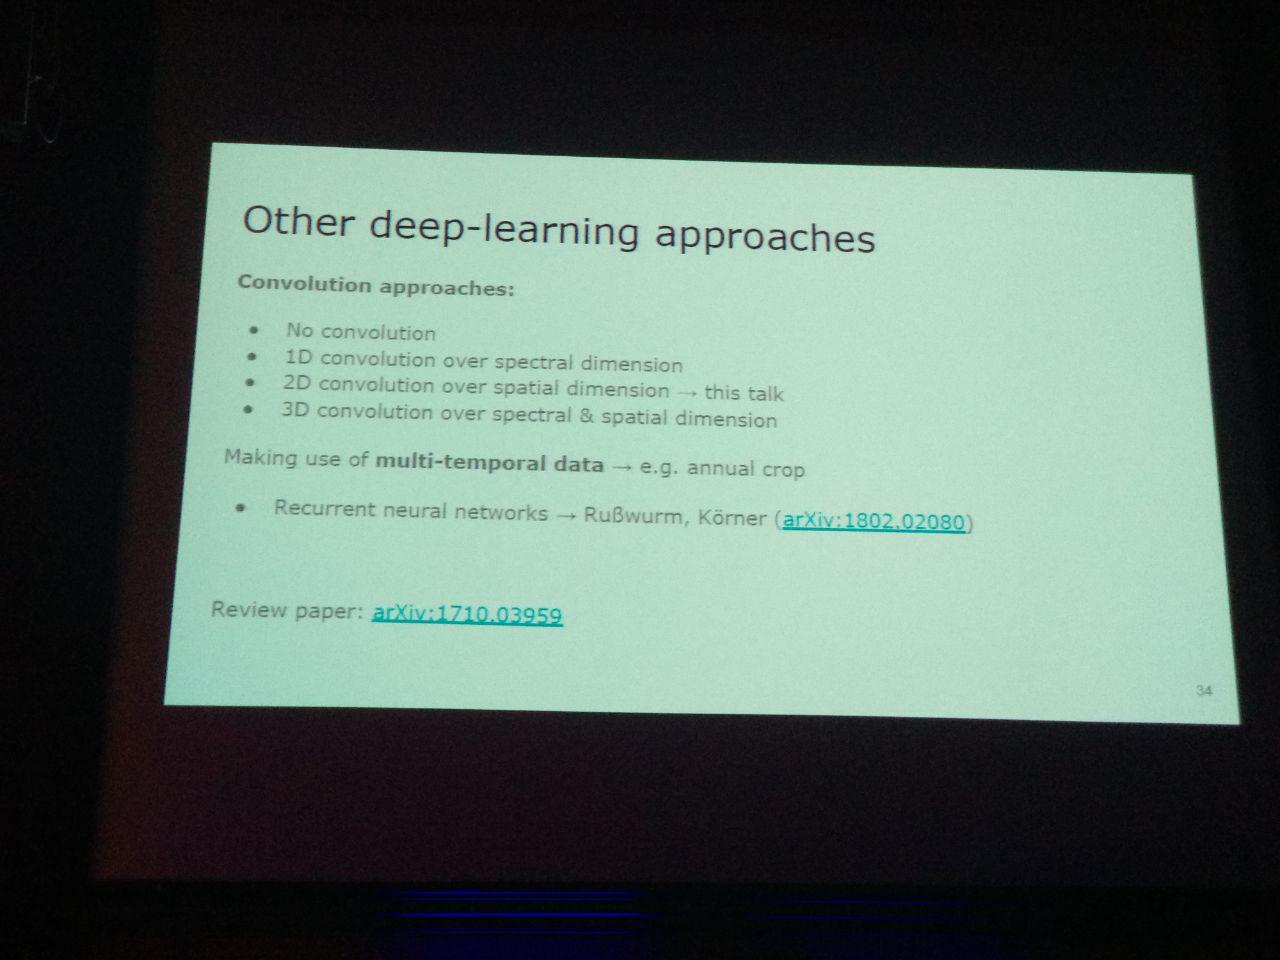 Other deep-learning approaches
Convolution approaches:
● No convolution
● 1D convolution over spectral dimension
● 2D convolution over spatial dimension → this talk
● 3D convolution over spectral & spatial dimension
Making use of multi-temporal data → e.g. annual crop
● Recurrent neural networks → Rußwurm, Körner (arXiv:1802.02080)
Review paper: arXiv:1710.03959
34